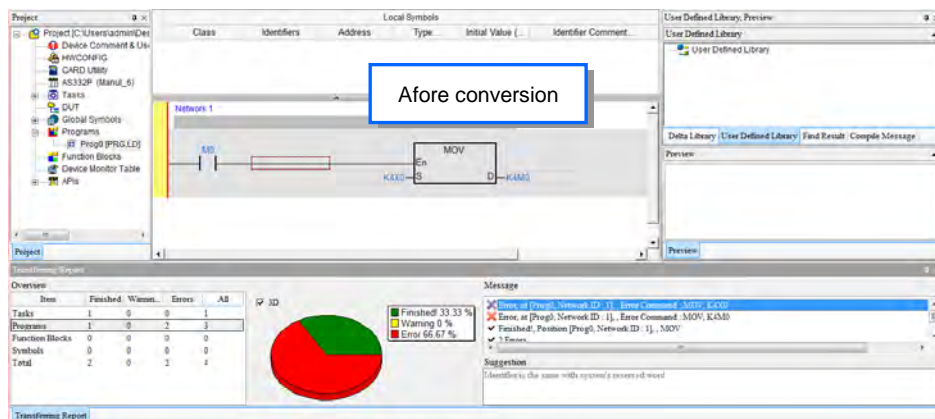 Project
Project [C:\Users\admin\Des
Device Comment & Use
HWCONFIG
CARD Utility
AS332P (Manul_6)
Tasks
DUT
Global Symbols
Programs
Prog0 [PRG,LD]
Function Blocks
Device Monitor Table
APIs
Project
Local Symbols
Class Identifiers Address Type... Initial Value (... Identifier Comment...
Afore conversion
Network 1
M0
MOV
En
K4X0 S D K4M0
User Defined Library, Preview
User Defined Library
User Defined Library
Delta Library User Defined Library Find Result Compile Message
Preview
Preview
Transferring Report
Overview
Item Finished Warnin... Errors All
Tasks 1 0 0 1
Programs 1 0 2 3
Function Blocks 0 0 0 0
Symbols 0 0 0 0
Total 2 0 2 4
3D
Finished! 33.33 %
Warning 0 %
Error 66.67 %
Message
Error, at [Prog0, Network ID : 1], , Error Command : MOV, K4X0
Error, at [Prog0, Network ID : 1], , Error Command : MOV, K4M0
Finished!, Position [Prog0, Network ID : 1], , MOV
2 Errors
Suggestion
Identifier is the same with system's reserved word
Transferring Report